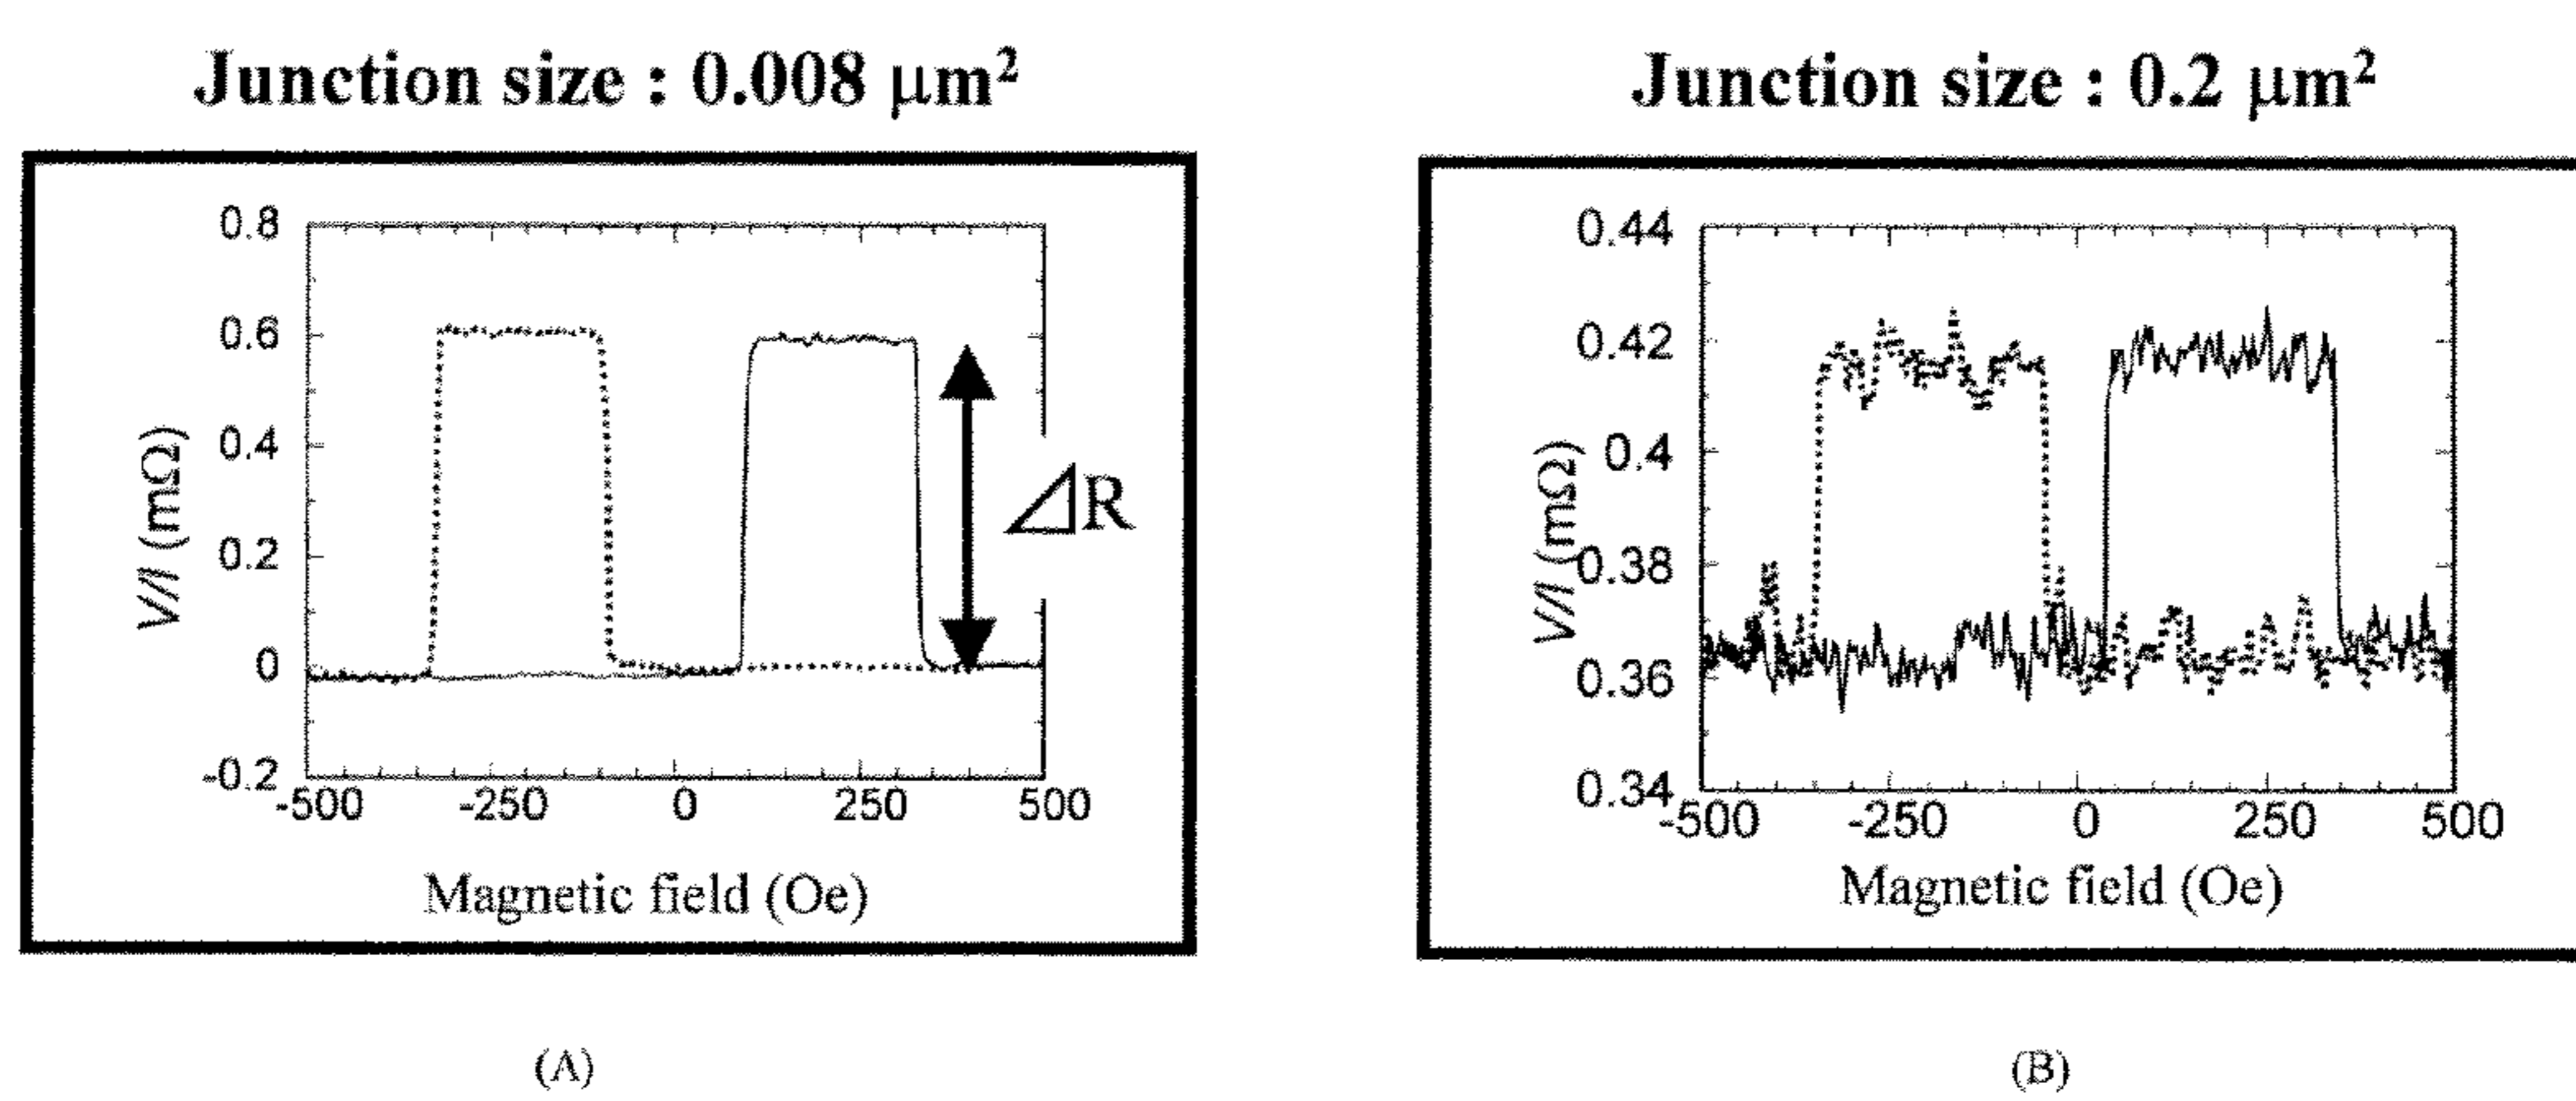 Junction size : 0.008 μm²
Junction size : 0.2 μm²
0.8
0.6
0.4
0.2
0
-0.2
V/I (mΩ)
⊿R
-500 -250 0 250 500
Magnetic field (Oe)
0.44
0.42
0.4
0.38
0.36
0.34
V/I (mΩ)
-500 -250 0 250 500
Magnetic field (Oe)
(A)
(B)